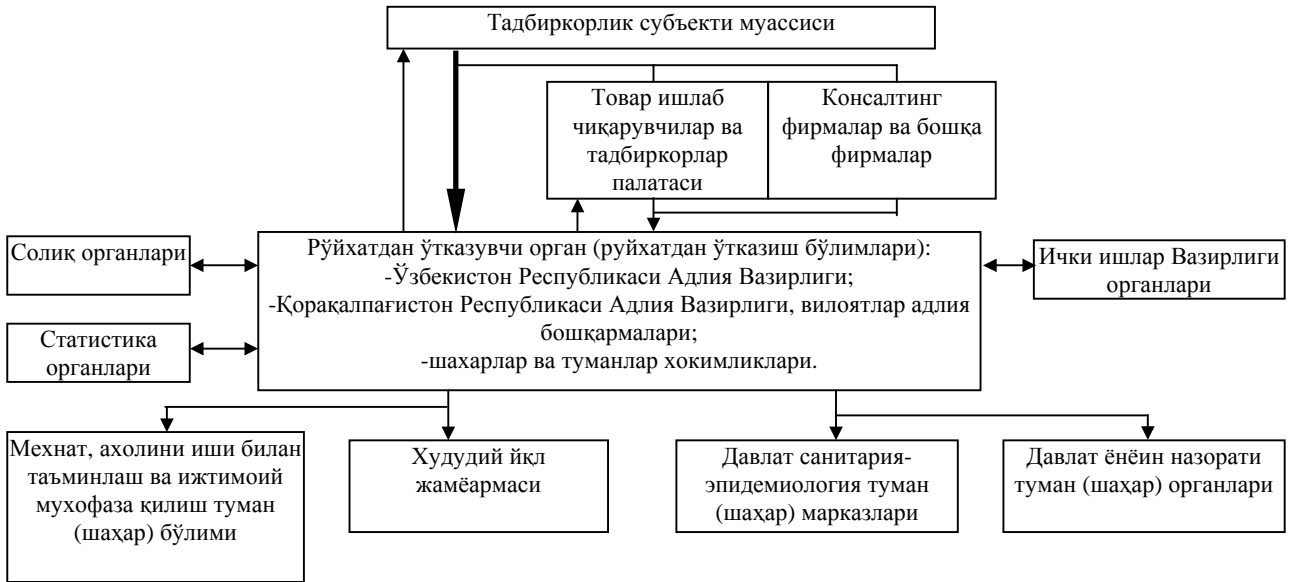 Тадбиркорлик субъекти муассиси
Товар ишлаб
чиқарувчилар ва
тадбиркорлар
палатаси
Консалтинг
фирмалар ва бошқа
фирмалар
Солиқ органлари
Рўйхатдан ўтказувчи орган (руйхатдан ўтказиш бўлимлари):
-Ўзбекистон Республикаси Адлия Вазирлиги;
-Қорақалпағистон Республикаси Адлия Вазирлиги, вилоятлар адлия
бошқармалари;
-шахарлар ва туманлар хокимликлари.
Ички ишлар Вазирлиги
органлари
Статистика
органлари
Мехнат, ахолини иши билан
таъминлаш ва ижтимоий
мухофаза қилиш туман
(шаҳар) бўлими
Худудий йқл
жамёармаси
Давлат санитария-
эпидемиология туман
(шаҳар) марказлари
Давлат ёнёин назорати
туман (шаҳар) органлари